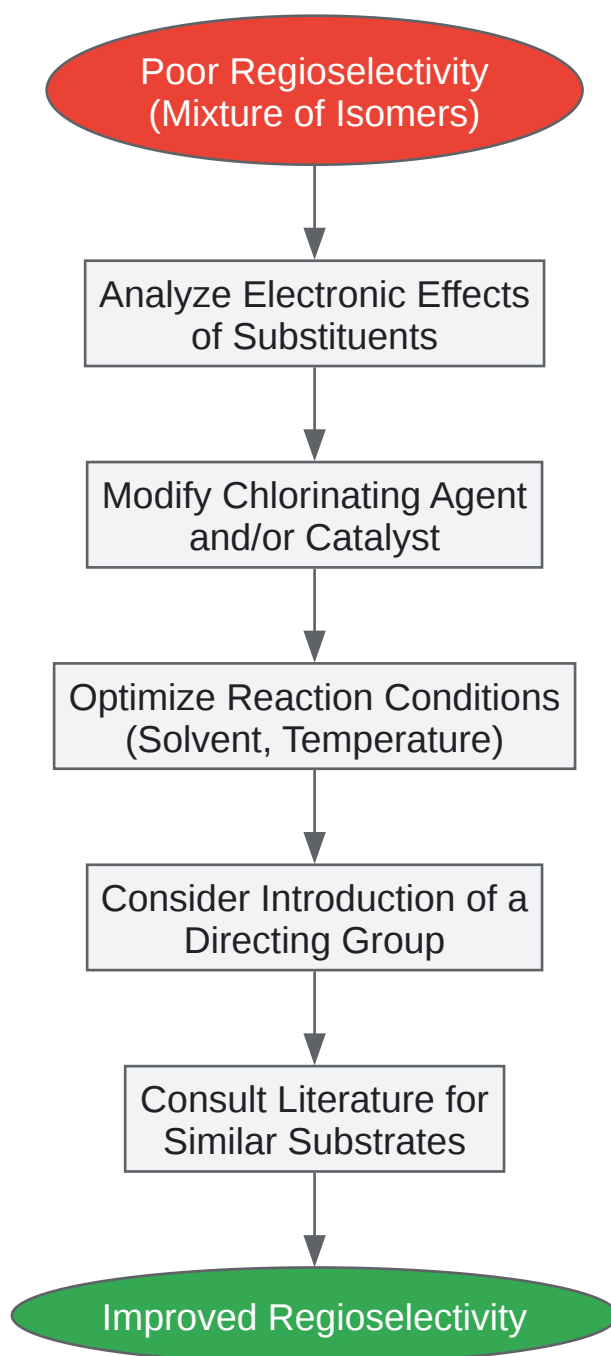 Poor Regioselectivity
(Mixture of Isomers)
Analyze Electronic Effects
of Substituents
Modify Chlorinating Agent
and/or Catalyst
Optimize Reaction Conditions
(Solvent, Temperature)
Consider Introduction of a
Directing Group
Consult Literature for
Similar Substrates
Improved Regioselectivity